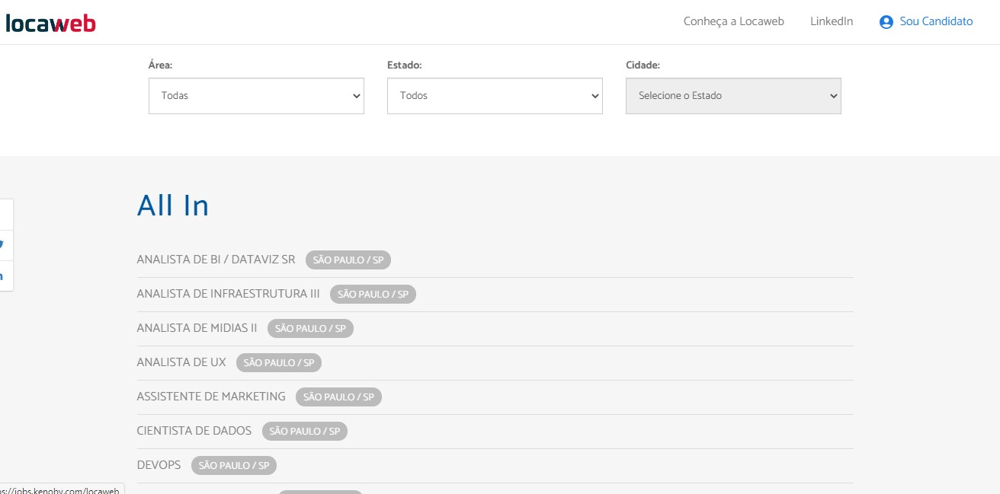 locaweb
Conheça a Locaweb LinkedIn Sou Candidato
Área: Estado: Cidade:
Todas Todos Selecione o Estado
All In
ANALISTA DE BI / DATAVIZ SR SÃO PAULO / SP
ANALISTA DE INFRAESTRUTURA III SÃO PAULO / SP
ANALISTA DE MIDIAS II SÃO PAULO / SP
ANALISTA DE UX SÃO PAULO / SP
ASSISTENTE DE MARKETING SÃO PAULO / SP
CIENTISTA DE DADOS SÃO PAULO / SP
DEVOPS SÃO PAULO / SP
ps://jobs.kenoby.com/locaweb